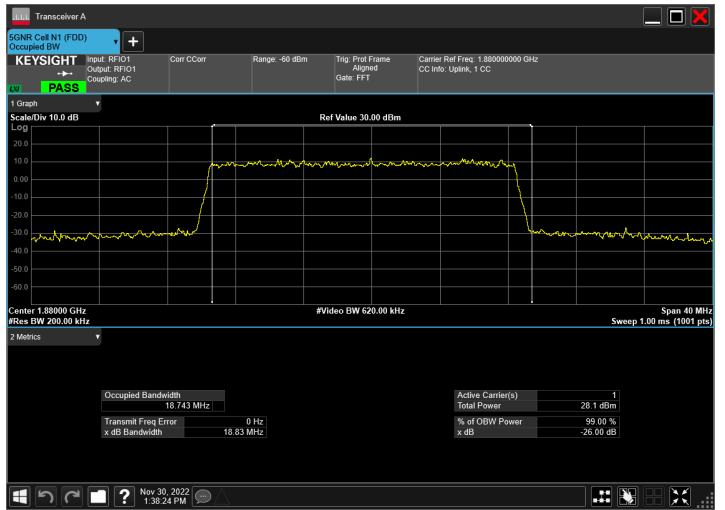 Transceiver A
5GNR Cell N1 (FDD)
Occupied BW
KEYSIGHT
Input: RFIO1
Output: RFIO1
Coupling: AC
Corr CCorr
Range: -60 dBm
Trig: Prot Frame
Aligned
Gate: FFT
Carrier Ref Freq: 1.880000000 GHz
CC Info: Uplink, 1 CC
PASS
1 Graph
Scale/Div 10.0 dB
Ref Value 30.00 dBm
Log
20.0
10.0
0.00
-10.0
-20.0
-30.0
-40.0
-50.0
-60.0
Center 1.88000 GHz
#Video BW 620.00 kHz
Span 40 MHz
#Res BW 200.00 kHz
Sweep 1.00 ms (1001 pts)
2 Metrics
Occupied Bandwidth
18.743 MHz
Transmit Freq Error 0 Hz
x dB Bandwidth 18.83 MHz
Active Carrier(s) 1
Total Power 28.1 dBm
% of OBW Power 99.00 %
x dB -26.00 dB
?
Nov 30, 2022
1:38:24 PM